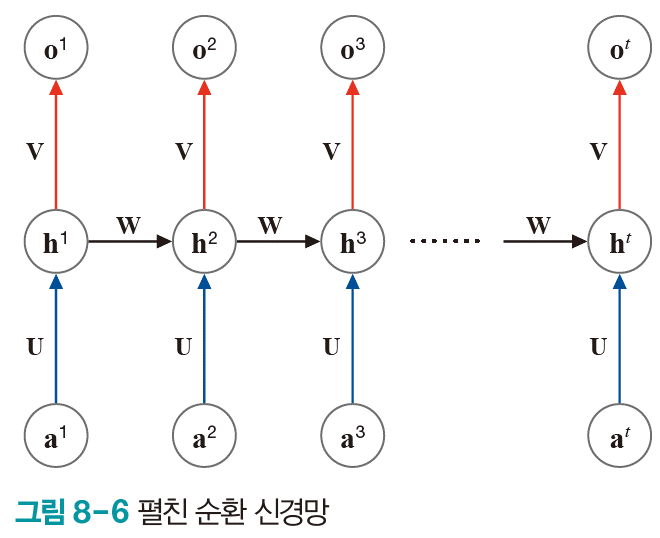 o¹ o² o³ oᵗ
V V V V
h¹ W h² W h³ ······· W hᵗ
U U U U
a¹ a² a³ aᵗ
그림 8-6 펼친 순환 신경망